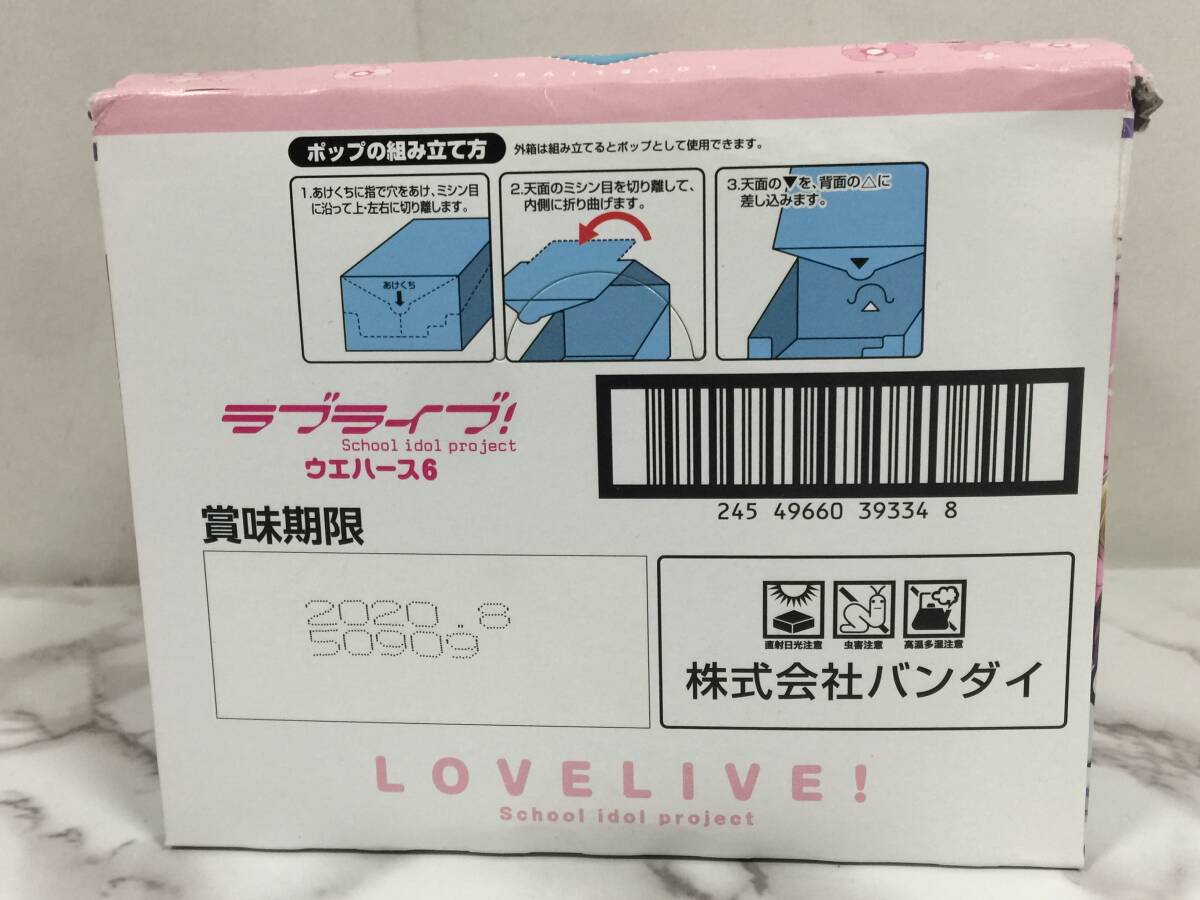 LOVELIVE!
ポップの組み立て方
外箱は組み立てるとポップとして使用できます。
1.あけくちに指で穴をあけ、ミシン目
に沿って上・左右に切り離します。
あけくち
2.天面のミシン目を切り離して、
内側に折り曲げます。
3.天面の▼を、背面の△に
差し込みます。
ラブライブ!
School idol project
ウエハース6
245 49660 39334 8
賞味期限
2020.8
50909
直射日光注意
虫害注意
高温多湿注意
株式会社バンダイ
LOVELIVE!
School idol project